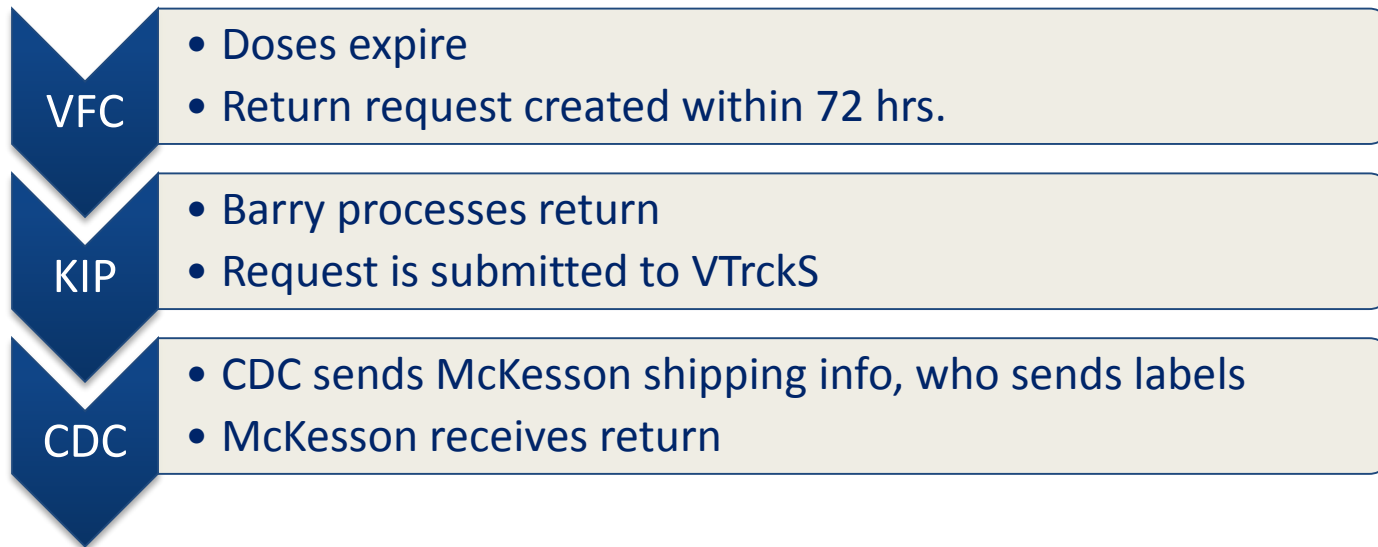 VFC
• Doses expire
• Return request created within 72 hrs.
KIP
• Barry processes return
• Request is submitted to VTrckS
CDC
• CDC sends McKesson shipping info, who sends labels
• McKesson receives return